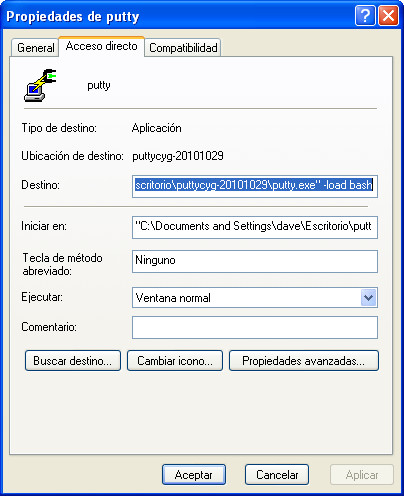 Propiedades de putty
General
Acceso directo
Compatibilidad
putty
Tipo de destino: Aplicación
Ubicación de destino: puttycyg-20101029
Destino: scritorio\puttycyg-20101029\putty.exe" -load bash
Iniciar en: "C:\Documents and Settings\dave\Escritorio\putt
Tecla de método
abreviado:
Ninguno
Ejecutar: Ventana normal
Comentario:
Buscar destino... Cambiar icono... Propiedades avanzadas...
Aceptar Cancelar Aplicar